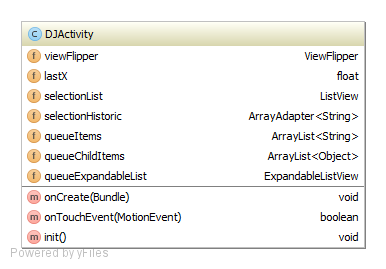 C DJActivity
f viewFlipper ViewFlipper
f lastX float
f selectionList ListView
f selectionHistoric ArrayAdapter<String>
f queueItems ArrayList<String>
f queueChildItems ArrayList<Object>
f queueExpandableList ExpandableListView
m onCreate(Bundle) void
m onTouchEvent(MotionEvent) boolean
m init() void
Powered by yFiles